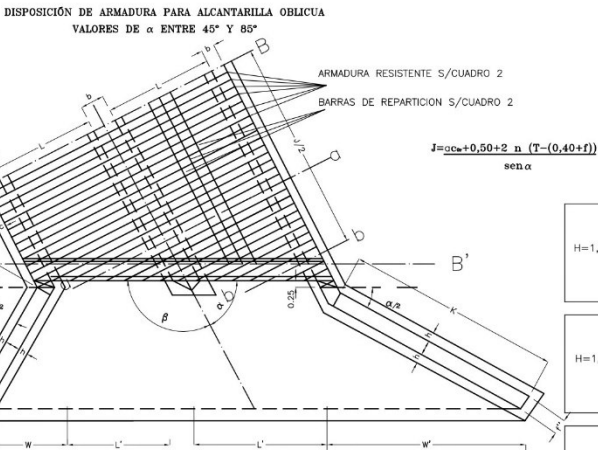 DISPOSICIÓN DE ARMADURA PARA ALCANTARILLA OBLICUA
VALORES DE α ENTRE 45° Y 85°
b
B
L
ARMADURA RESISTENTE S/CUADRO 2
b
BARRAS DE REPARTICION S/CUADRO 2
L
J/2
J=αcm+0,50+2 n (T-(0,40+f))
sen α
a
b
H=1,
B'
b
0.25
α/2
K
β
α
h
h
h
h
H=1,
W
L'
L'
W'